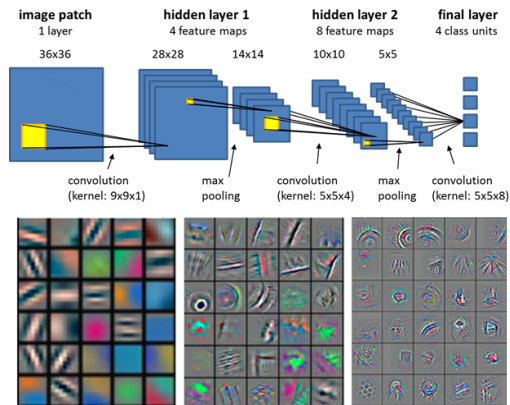 image patch
1 layer
36x36
hidden layer 1
4 feature maps
28x28
14x14
hidden layer 2
8 feature maps
10x10
5x5
final layer
4 class units
convolution
(kernel: 9x9x1)
max
pooling
convolution
(kernel: 5x5x4)
max
pooling
convolution
(kernel: 5x5x8)